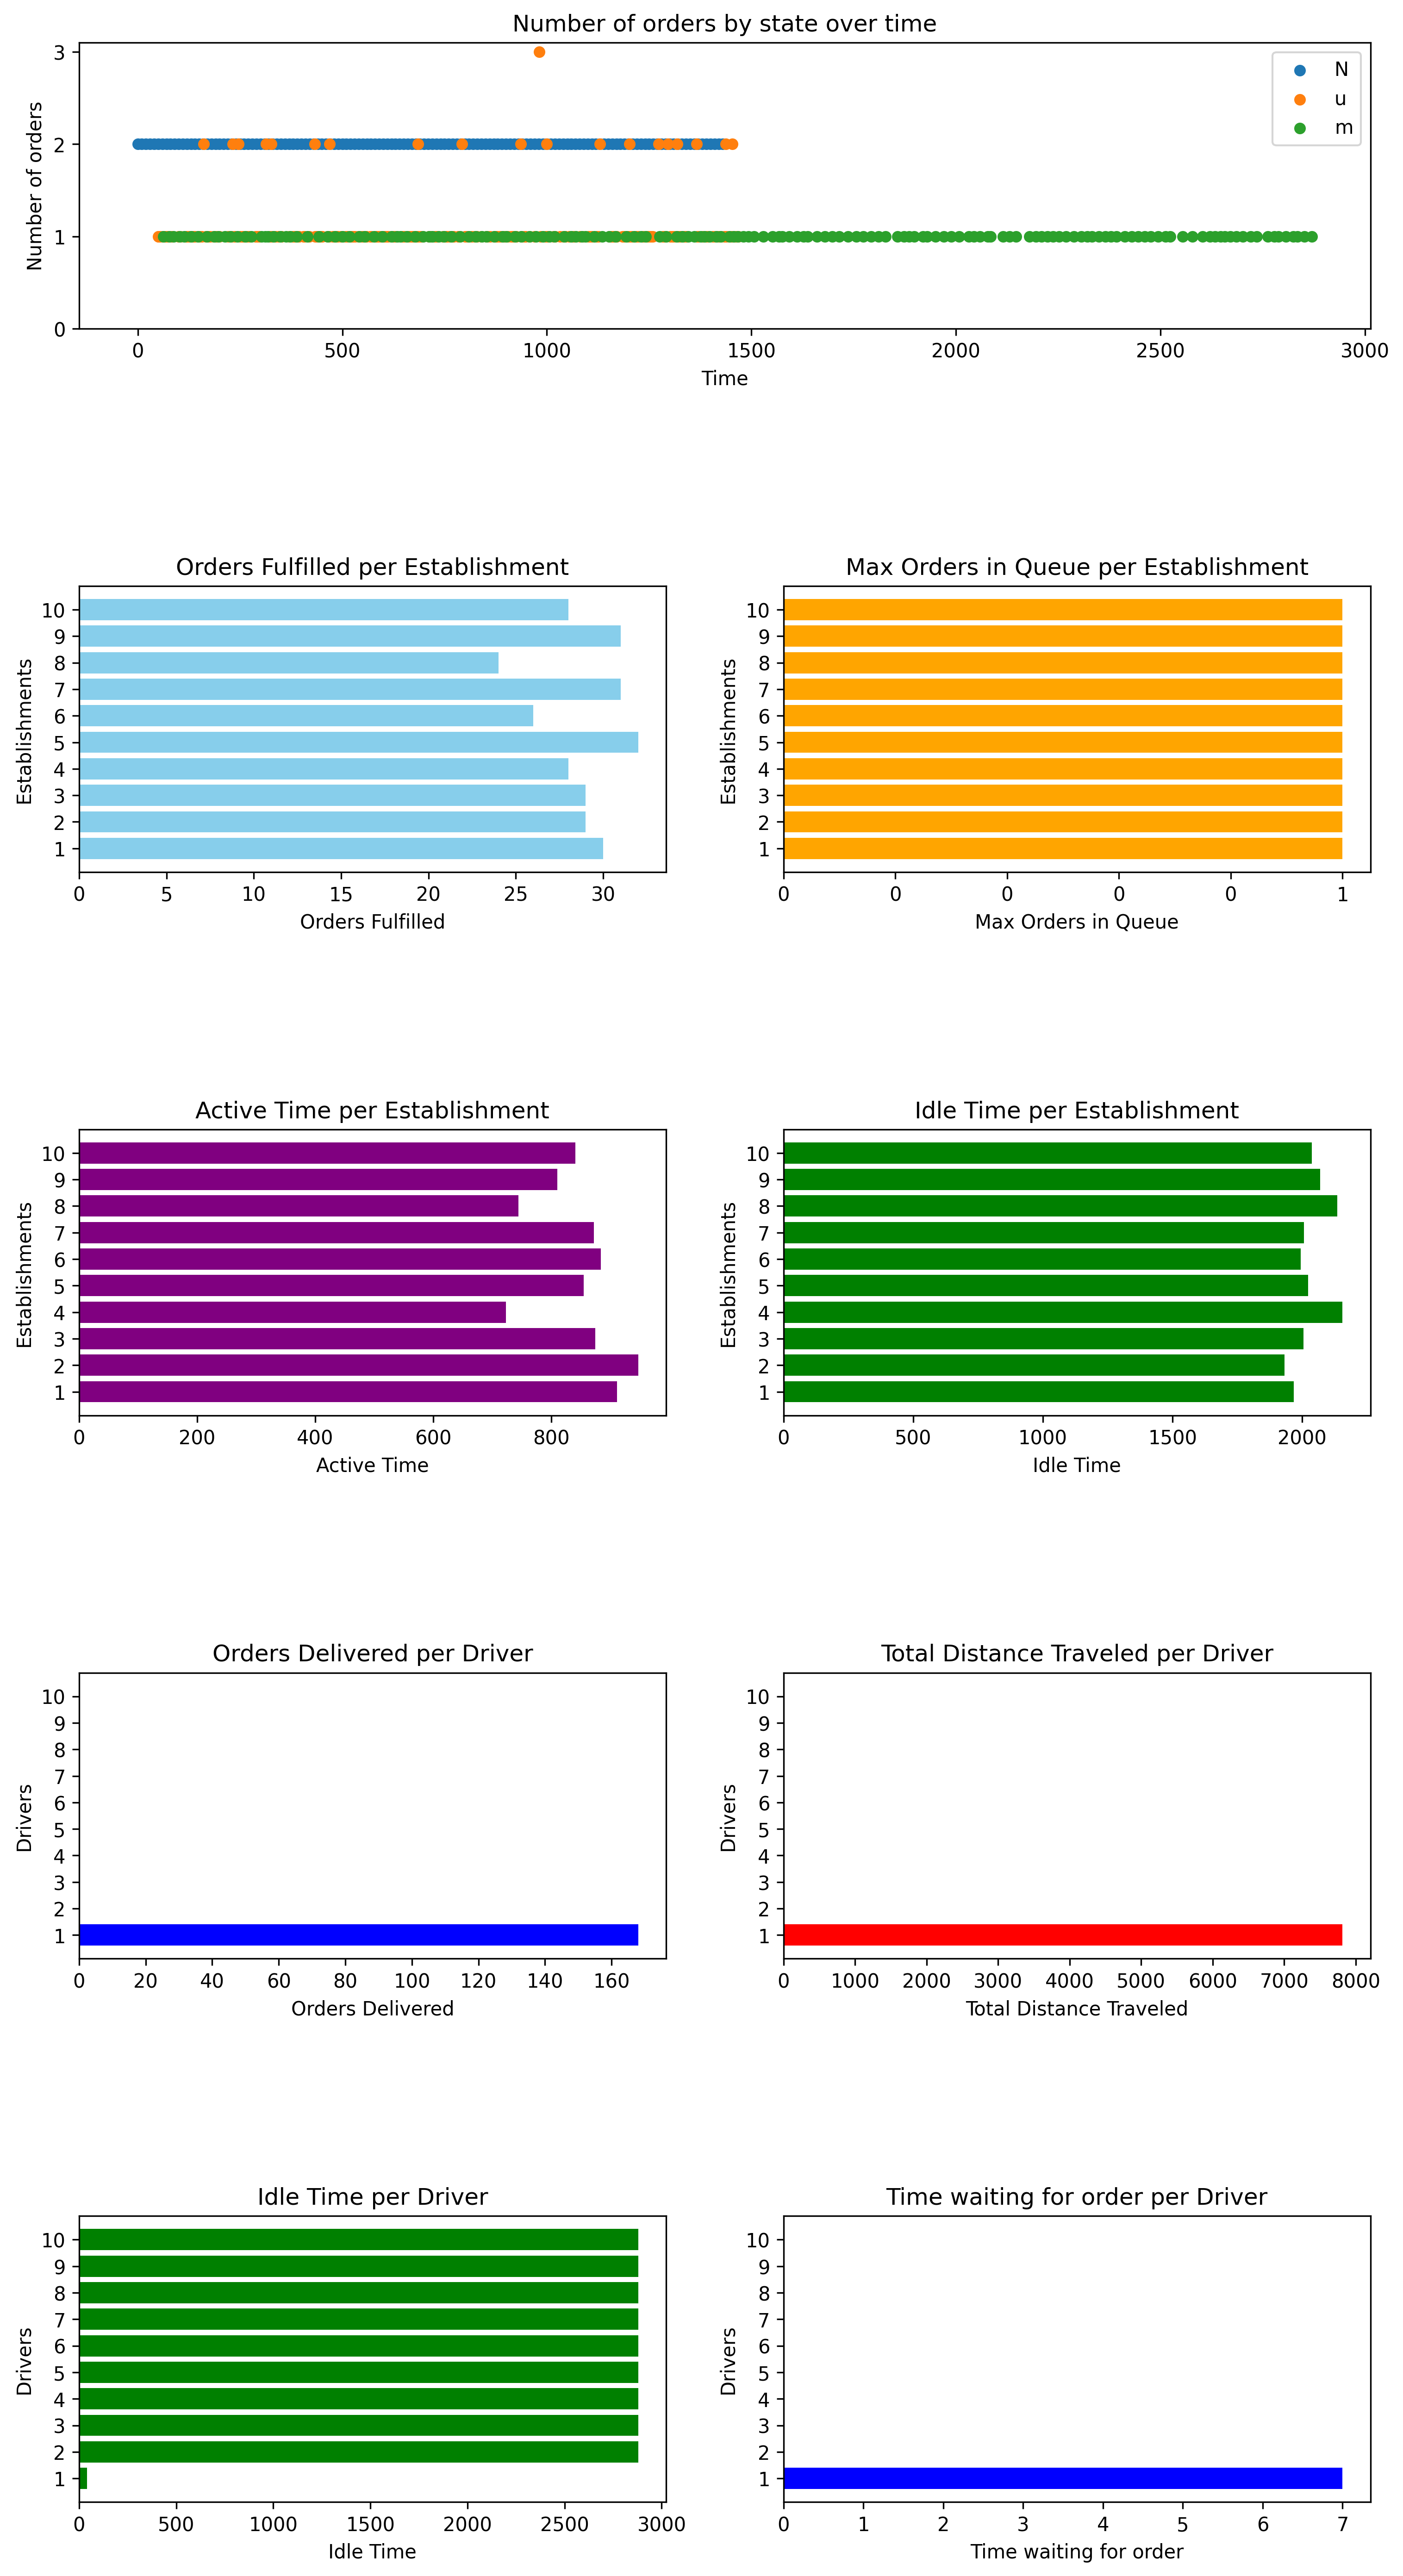 Number of orders by state over time
Number of orders
3
2
1
0
N
u
m
0 500 1000 1500 2000 2500 3000
Time
Orders Fulfilled per Establishment
Establishments
10
9
8
7
6
5
4
3
2
1
0 5 10 15 20 25 30
Orders Fulfilled
Max Orders in Queue per Establishment
Establishments
10
9
8
7
6
5
4
3
2
1
0 0 0 0 0 1
Max Orders in Queue
Active Time per Establishment
Establishments
10
9
8
7
6
5
4
3
2
1
0 200 400 600 800
Active Time
Idle Time per Establishment
Establishments
10
9
8
7
6
5
4
3
2
1
0 500 1000 1500 2000
Idle Time
Orders Delivered per Driver
Drivers
10
9
8
7
6
5
4
3
2
1
0 20 40 60 80 100 120 140 160
Orders Delivered
Total Distance Traveled per Driver
Drivers
10
9
8
7
6
5
4
3
2
1
0 1000 2000 3000 4000 5000 6000 7000 8000
Total Distance Traveled
Idle Time per Driver
Drivers
10
9
8
7
6
5
4
3
2
1
0 500 1000 1500 2000 2500 3000
Idle Time
Time waiting for order per Driver
Drivers
10
9
8
7
6
5
4
3
2
1
0 1 2 3 4 5 6 7
Time waiting for order